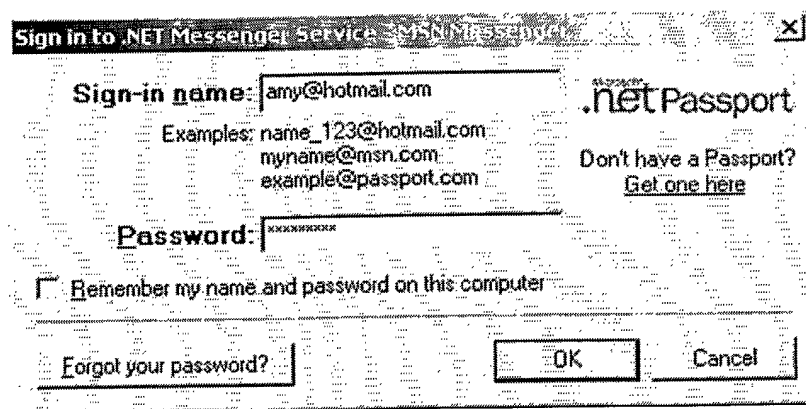 Sign in to .NET Messenger Service - MSN Messenger
Sign-in name: amy@hotmail.com
Examples: name_123@hotmail.com
myname@msn.com
example@passport.com
.net Passport
Don't have a Passport?
Get one here
Password: xxxxxxxxx
Remember my name and password on this computer
Forgot your password?
OK
Cancel